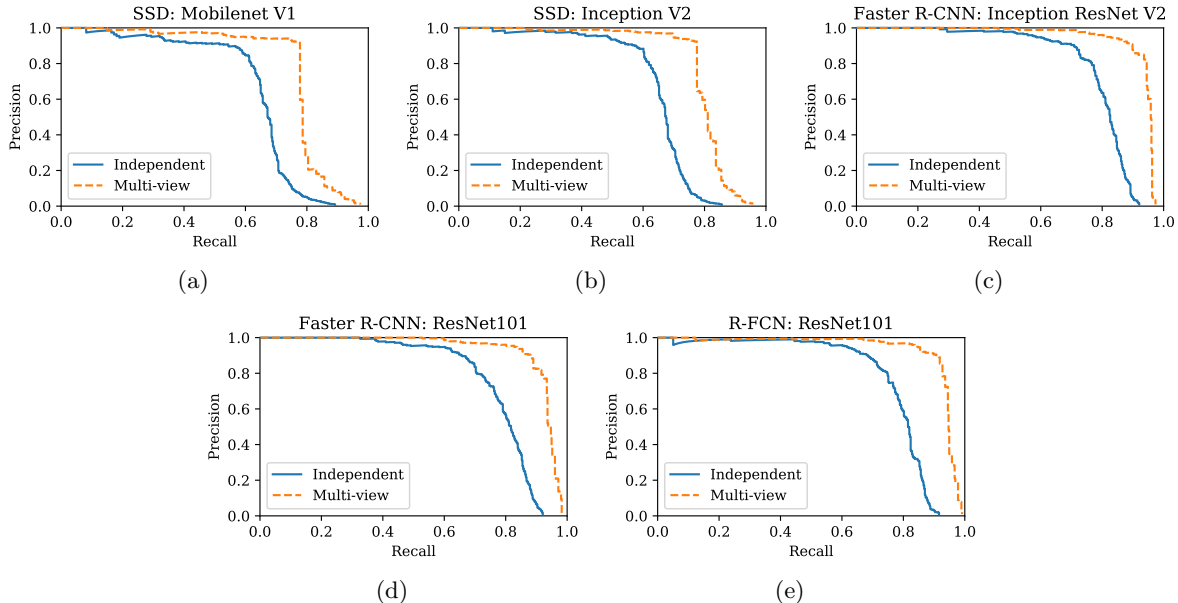 SSD: Mobilenet V1
1.0
0.8
0.6
0.4
0.2
0.0
Precision
Independent
Multi-view
0.0 0.2 0.4 0.6 0.8 1.0
Recall
(a)
SSD: Inception V2
1.0
0.8
0.6
0.4
0.2
0.0
Precision
Independent
Multi-view
0.0 0.2 0.4 0.6 0.8 1.0
Recall
(b)
Faster R-CNN: Inception ResNet V2
1.0
0.8
0.6
0.4
0.2
0.0
Precision
Independent
Multi-view
0.0 0.2 0.4 0.6 0.8 1.0
Recall
(c)
Faster R-CNN: ResNet101
1.0
0.8
0.6
0.4
0.2
0.0
Precision
Independent
Multi-view
0.0 0.2 0.4 0.6 0.8 1.0
Recall
(d)
R-FCN: ResNet101
1.0
0.8
0.6
0.4
0.2
0.0
Precision
Independent
Multi-view
0.0 0.2 0.4 0.6 0.8 1.0
Recall
(e)